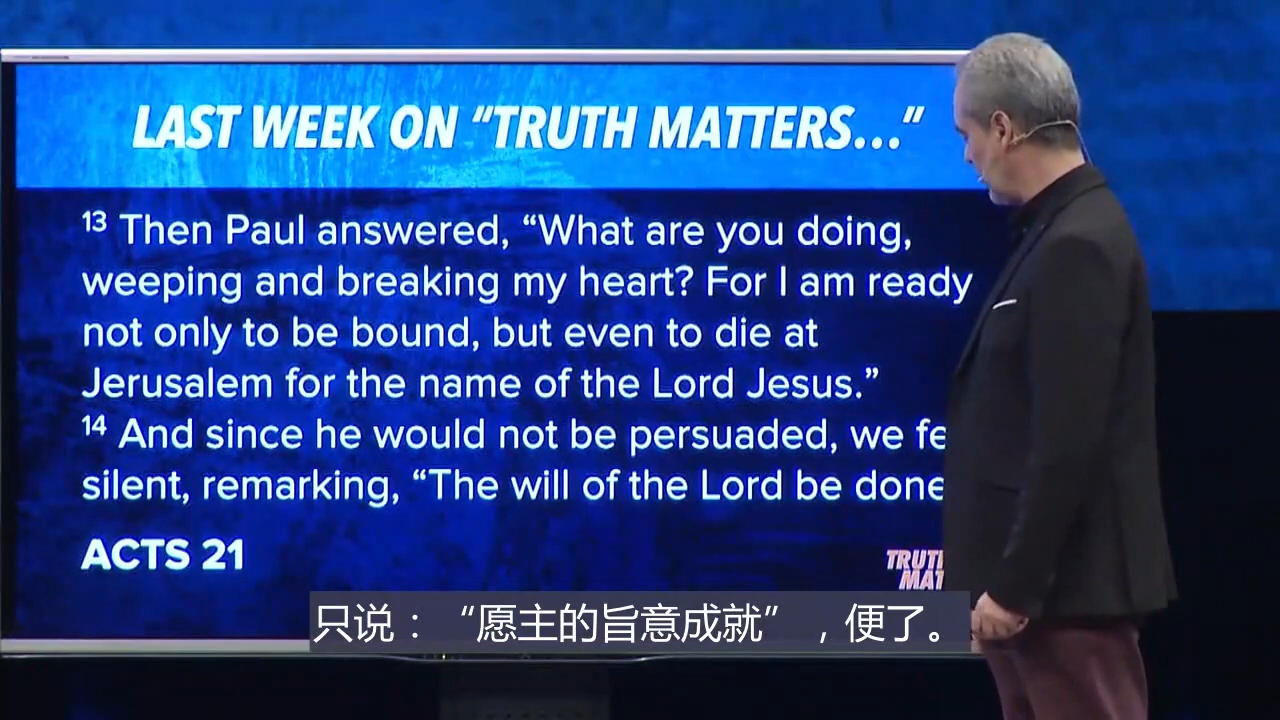 LAST WEEK ON “TRUTH MATTERS...”
13 Then Paul answered, “What are you doing,
weeping and breaking my heart? For I am ready
not only to be bound, but even to die at
Jerusalem for the name of the Lord Jesus.”
14 And since he would not be persuaded, we
silent, remarking, “The will of the Lord be done
ACTS 21
只说：“愿主的旨意成就”，便了。